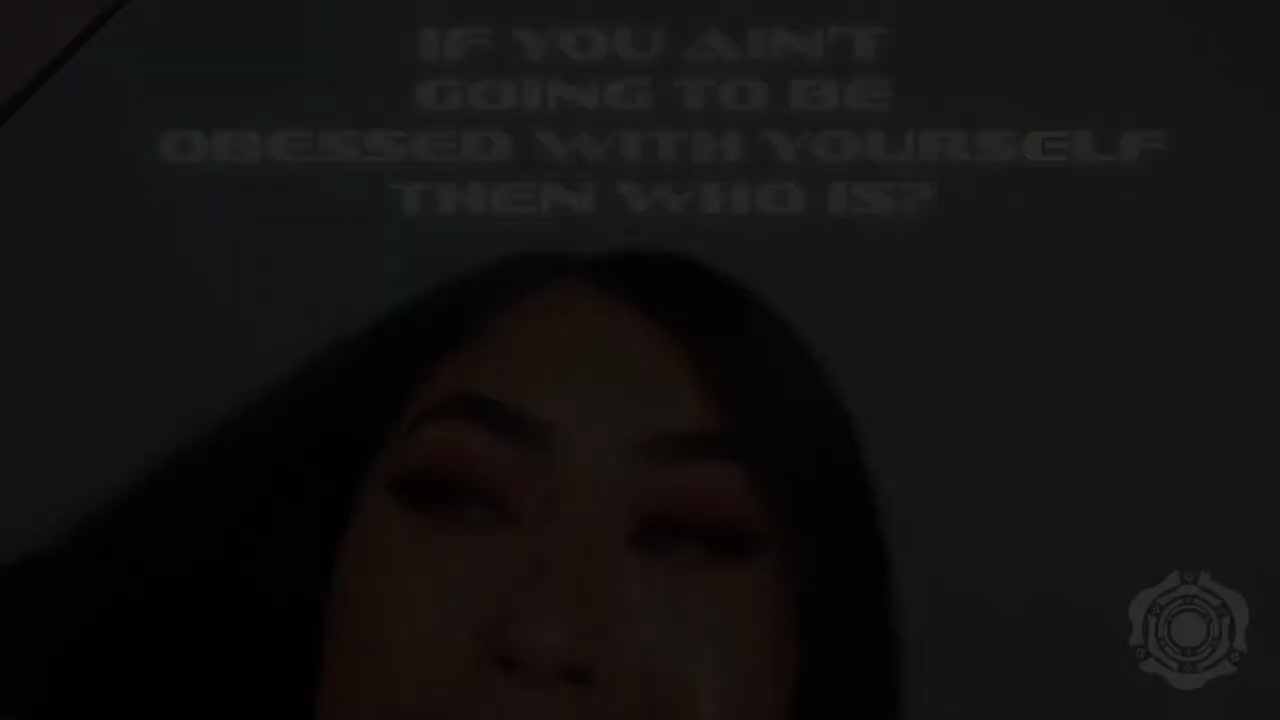 IF YOU AIN'T
GOING TO BE
OBESSED WITH YOURSELF
THEN WHO IS?